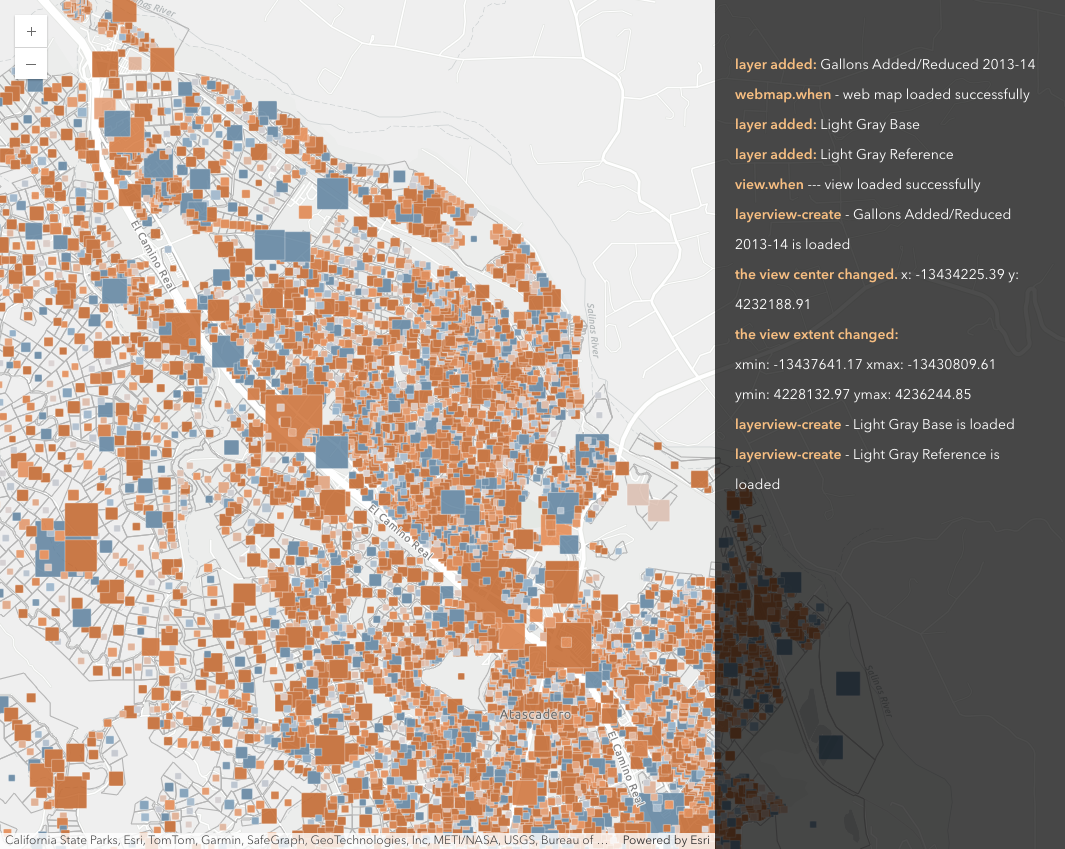 Salinas River
+
−
El Camino Real
Salinas River
El Camino Real
Atascadero
El Camino Real
California State Parks, Esri, TomTom, Garmin, SafeGraph, GeoTechnologies, Inc, METI/NASA, USGS, Bureau of ...
Powered by Esri
layer added: Gallons Added/Reduced 2013-14
webmap.when - web map loaded successfully
layer added: Light Gray Base
layer added: Light Gray Reference
view.when --- view loaded successfully
layerview-create - Gallons Added/Reduced
2013-14 is loaded
the view center changed. x: -13434225.39 y:
4232188.91
the view extent changed:
xmin: -13437641.17 xmax: -13430809.61
ymin: 4228132.97 ymax: 4236244.85
layerview-create - Light Gray Base is loaded
layerview-create - Light Gray Reference is
loaded
Salinas River